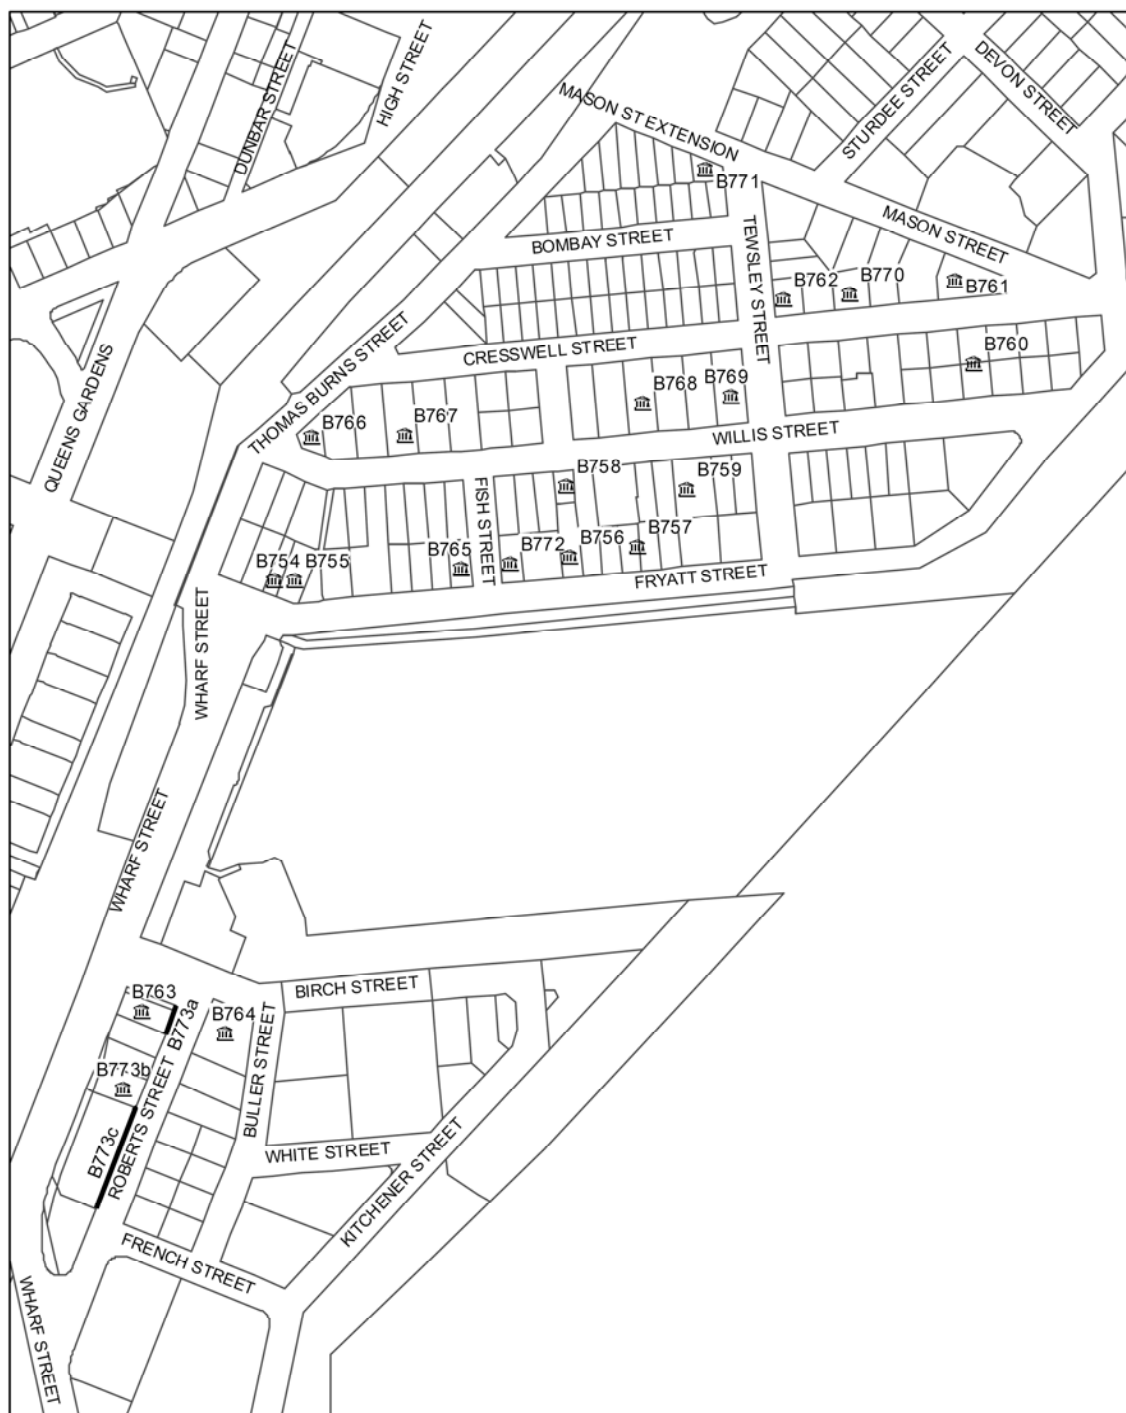 HIGH STREET
DUNBAR STREET
DEVON STREET
STURDEE STREET
MASON ST EXTENSION
B771
MASON STREET
BOMBAY STREET
TEWSLEY STREET
B762
B770
B761
CRESSWELL STREET
B760
THOMAS BURNS STREET
QUEENS GARDENS
B768
B769
B766
B767
WILLIS STREET
FISH STREET
B758
B759
B754
B755
B765
B772
B756
B757
FRYATT STREET
WHARF STREET
WHARF STREET
BIRCH STREET
B763
B773a
B764
BULLER STREET
B773b
ROBERTS STREET
B773c
WHITE STREET
KITCHENER STREET
FRENCH STREET
WHARF STREET